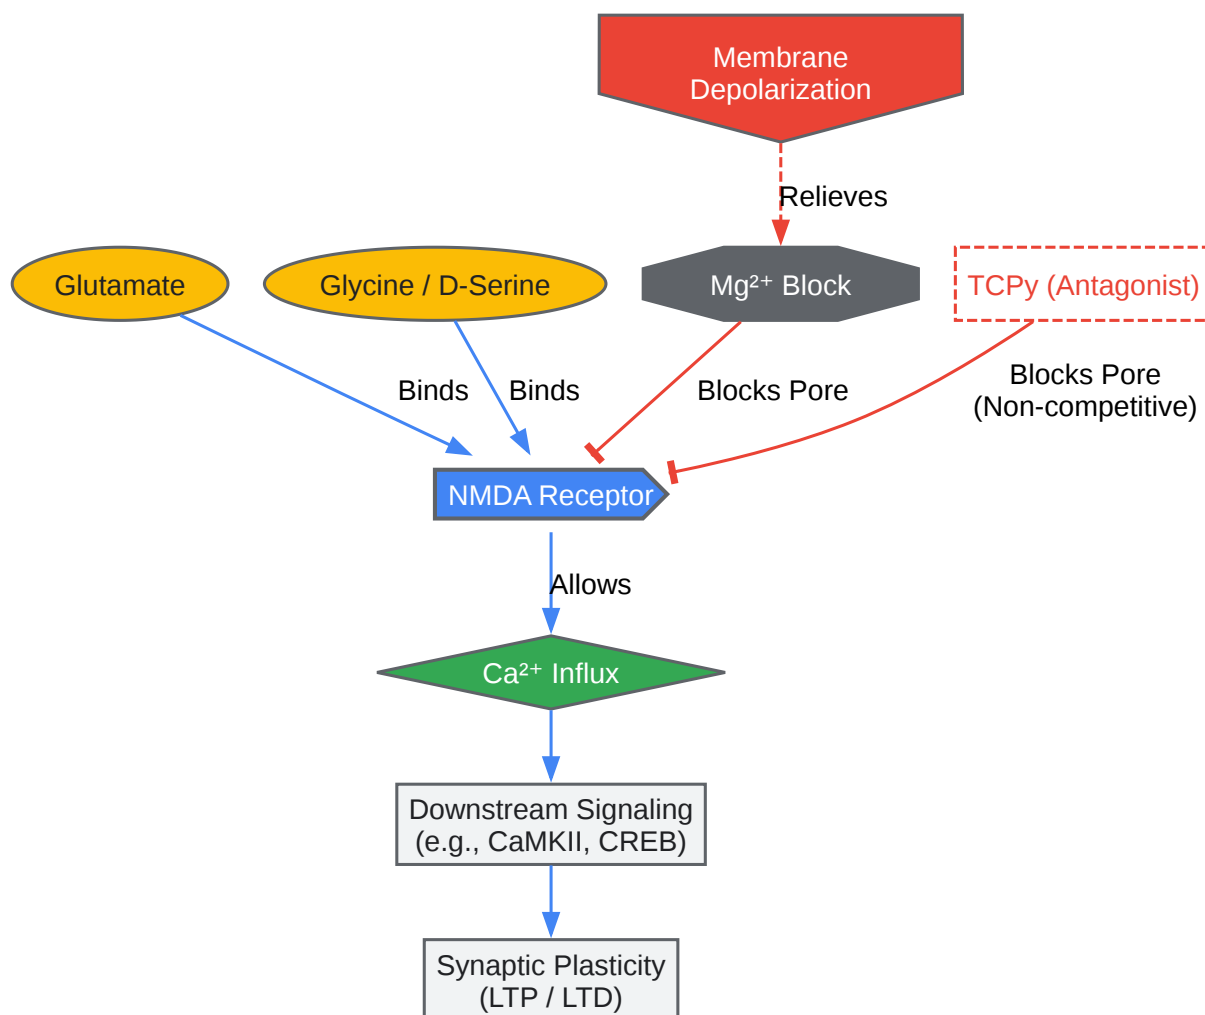 Membrane
Depolarization
Relieves
Glutamate
Glycine / D-Serine
Mg²⁺ Block
TCPy (Antagonist)
Binds
Binds
Blocks Pore
Blocks Pore
(Non-competitive)
NMDA Receptor
Allows
Ca²⁺ Influx
Downstream Signaling
(e.g., CaMKII, CREB)
Synaptic Plasticity
(LTP / LTD)